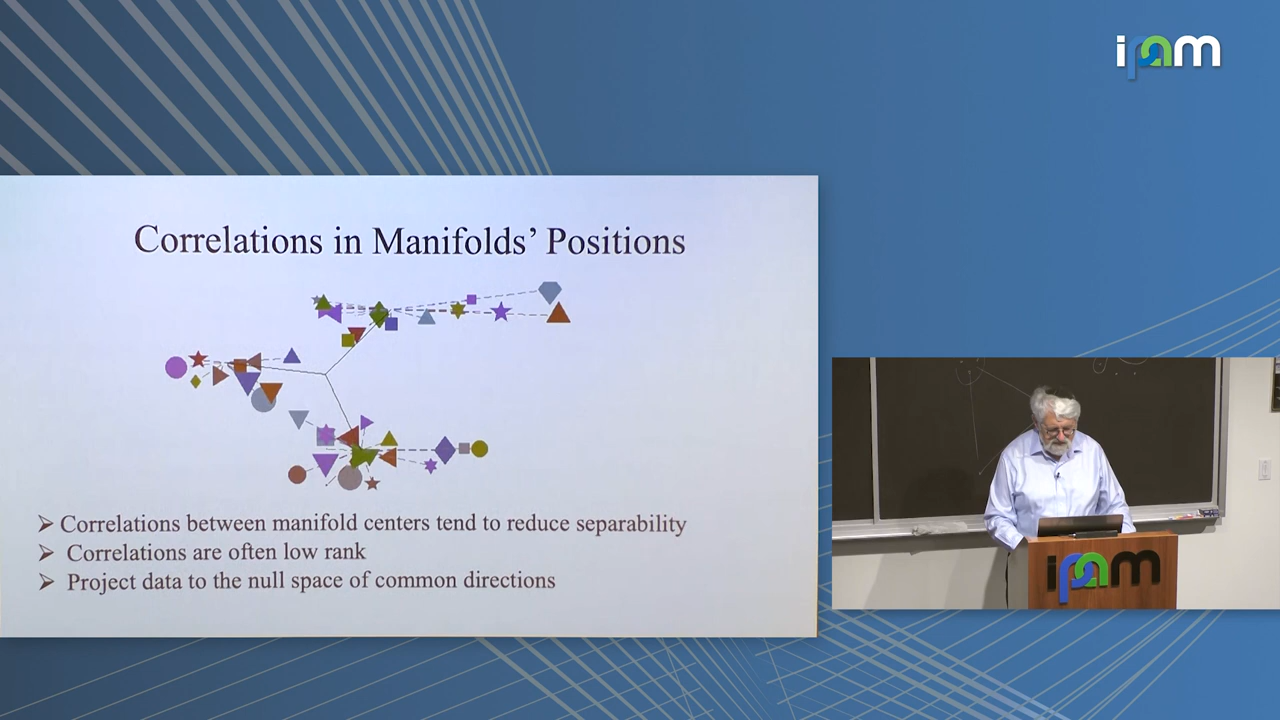 ipam
Correlations in Manifolds' Positions
➢ Correlations between manifold centers tend to reduce separability
➢ Correlations are often low rank
➢ Project data to the null space of common directions
ipam